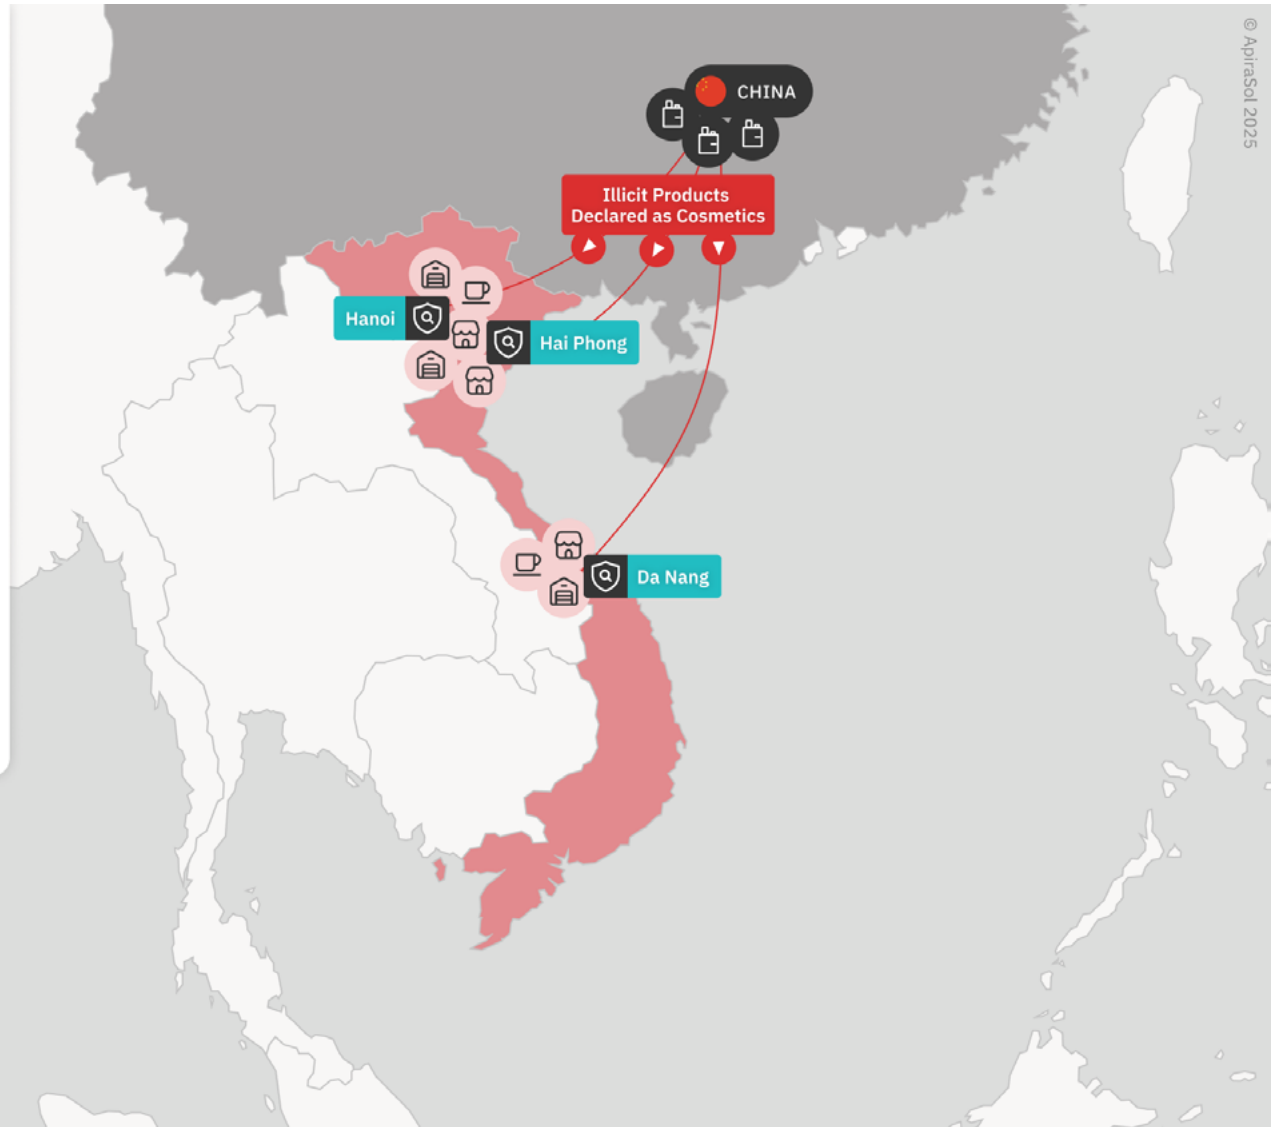 © ApiraSol 2025
CHINA
Illicit Products
Declared as Cosmetics
Hanoi
Hai Phong
Da Nang